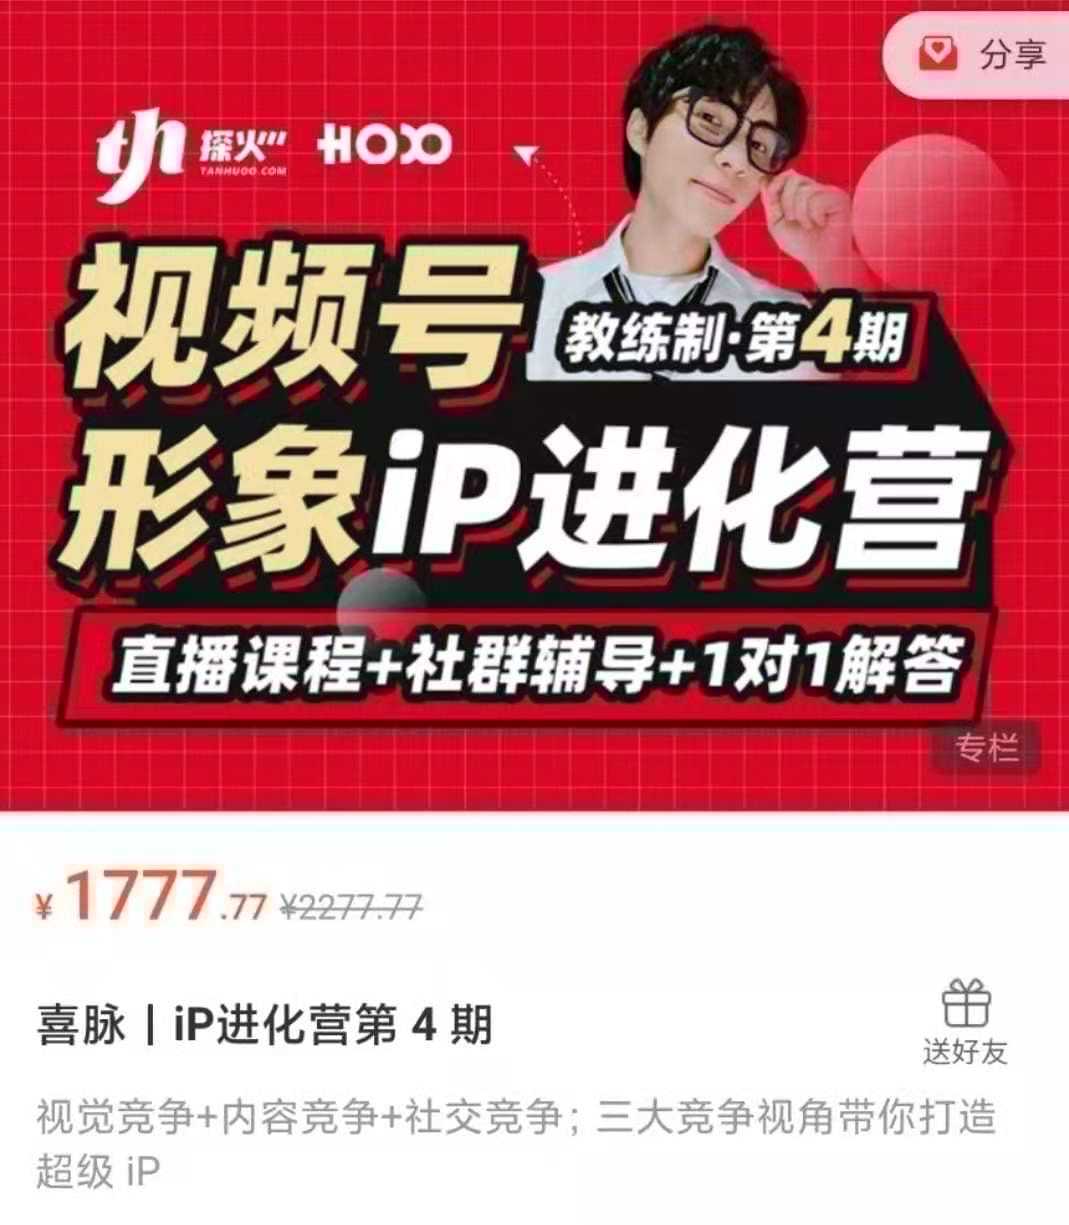 分享
th 探火 HOXO
TANHUOO.COM
视频号
教练制·第4期
形象iP进化营
直播课程+社群辅导+1对1解答
专栏
¥1777.77 ¥2277.77
喜脉丨iP进化营第 4 期
送好友
视觉竞争+内容竞争+社交竞争；三大竞争视角带你打造
超级 iP